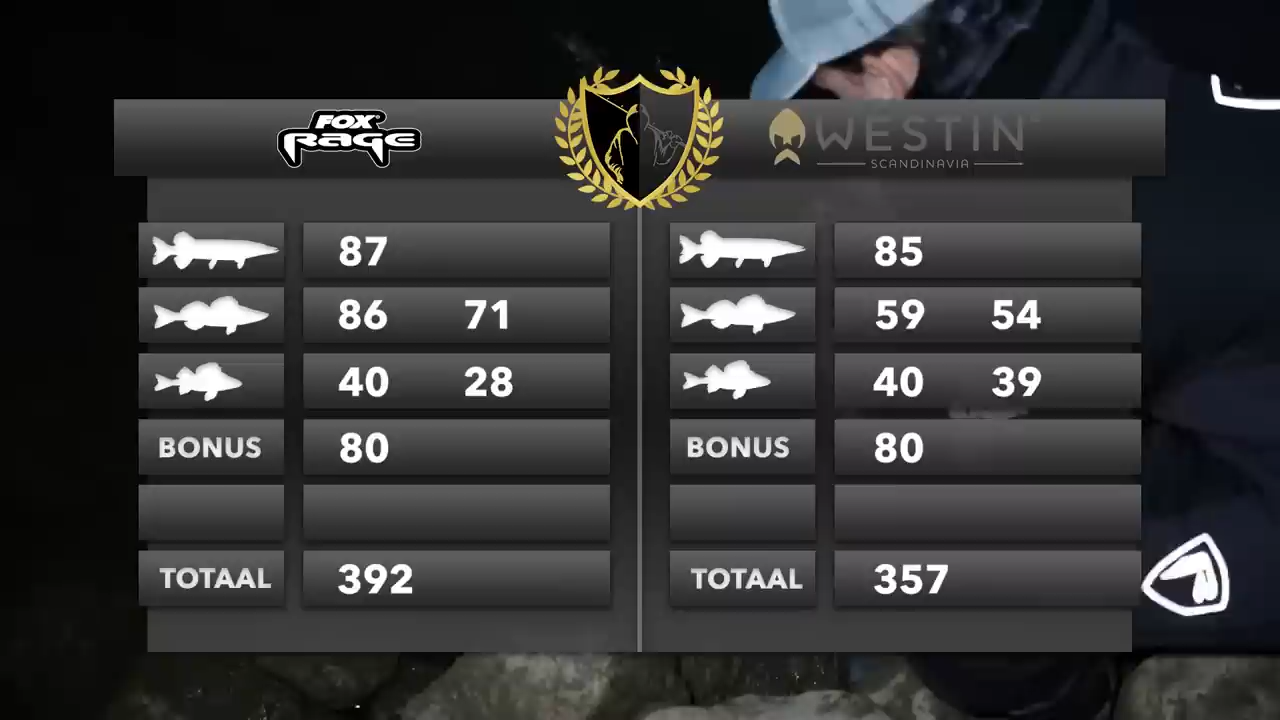 FOX RAGE
WESTIN
SCANDINAVIA
87
85
86 71
59 54
40 28
40 39
BONUS 80
BONUS 80
TOTAAL 392
TOTAAL 357